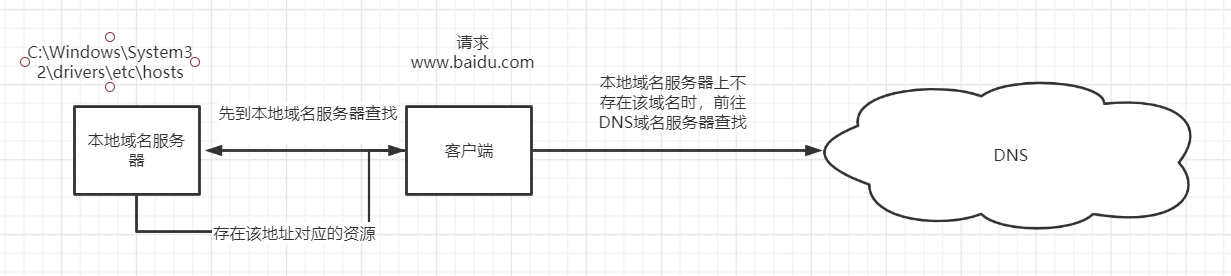 C:\Windows\System3
2\drivers\etc\hosts
请求
www.baidu.com
本地域名服务器上不
存在该域名时，前往
DNS域名服务器查找
先到本地域名服务器查找
本地域名服务
器
客户端
DNS
存在该地址对应的资源